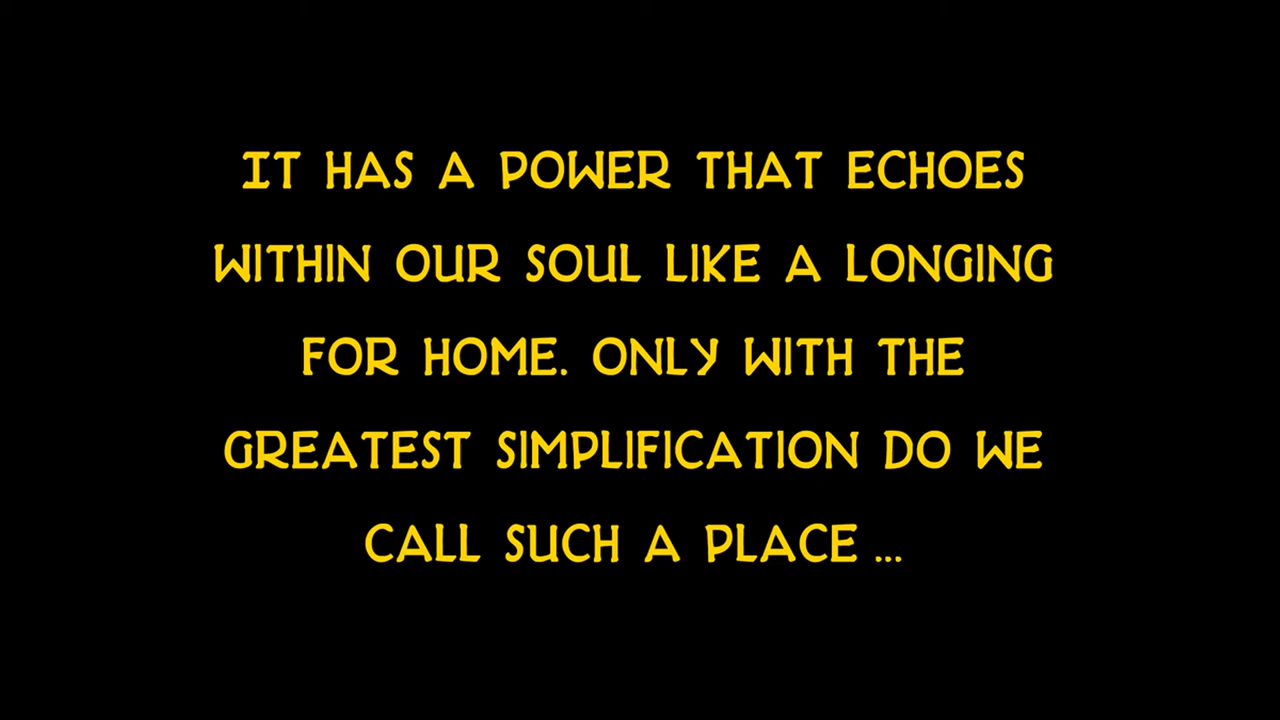 IT HAS A POWER THAT ECHOES
WITHIN OUR SOUL LIKE A LONGING
FOR HOME. ONLY WITH THE
GREATEST SIMPLIFICATION DO WE
CALL SUCH A PLACE ...